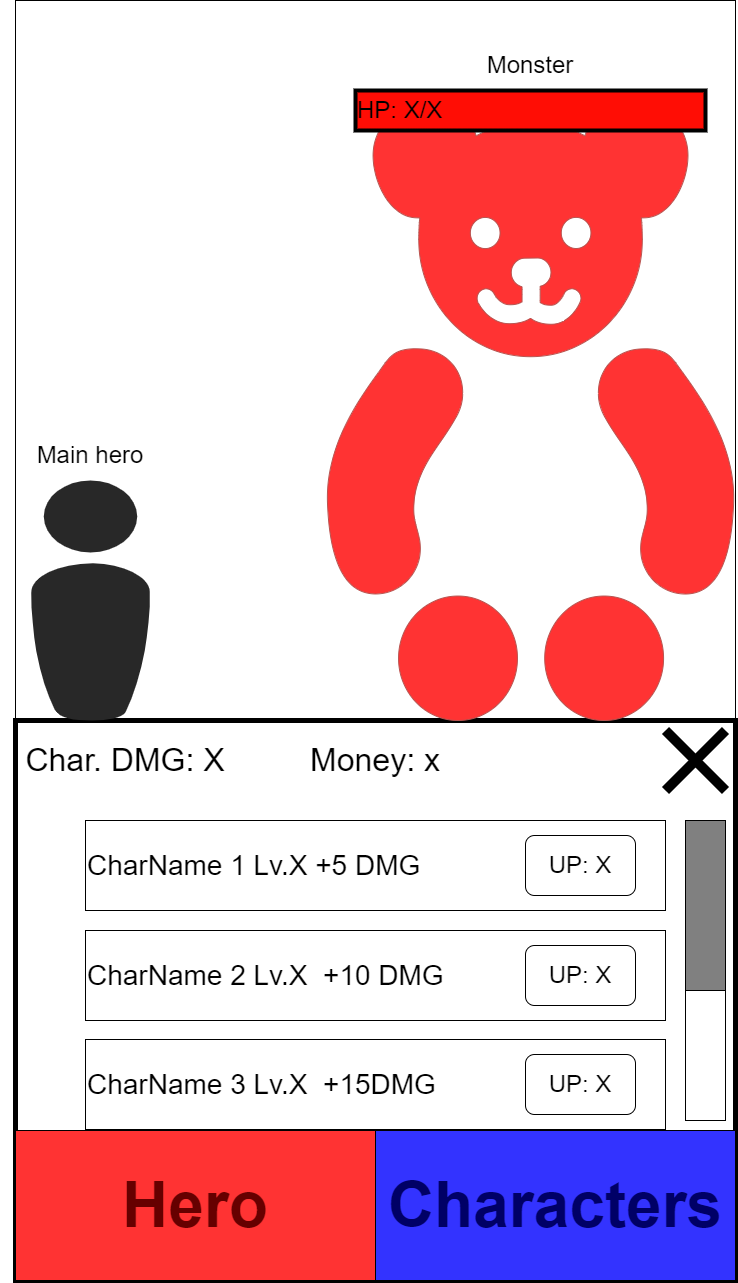 Monster
HP: X/X
Main hero
Char. DMG: X Money: x
CharName 1 Lv.X +5 DMG UP: X
CharName 2 Lv.X  +10 DMG UP: X
CharName 3 Lv.X  +15DMG UP: X
Hero Characters